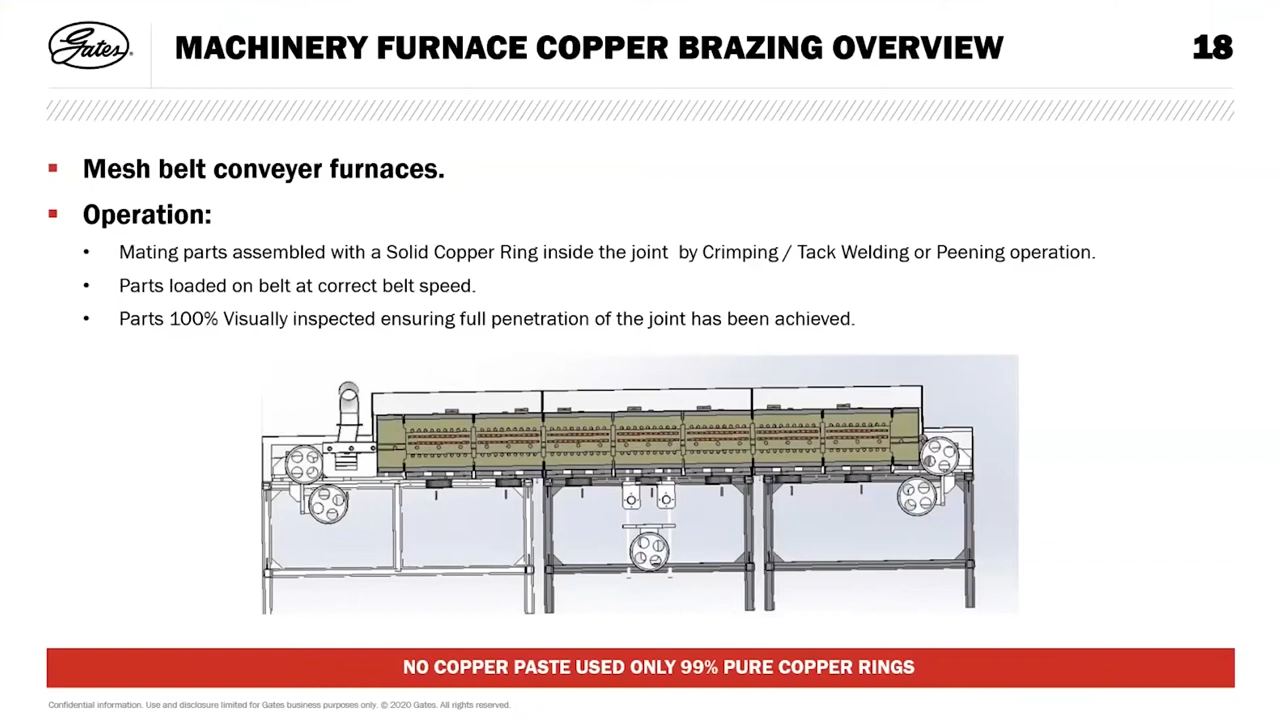 Gates
MACHINERY FURNACE COPPER BRAZING OVERVIEW
18
Mesh belt conveyer furnaces.
Operation:
Mating parts assembled with a Solid Copper Ring inside the joint by Crimping / Tack Welding or Peening operation.
Parts loaded on belt at correct belt speed.
Parts 100% Visually inspected ensuring full penetration of the joint has been achieved.
NO COPPER PASTE USED ONLY 99% PURE COPPER RINGS
Confidential information. Use and disclosure limited for Gates business purposes only. © 2020 Gates. All rights reserved.